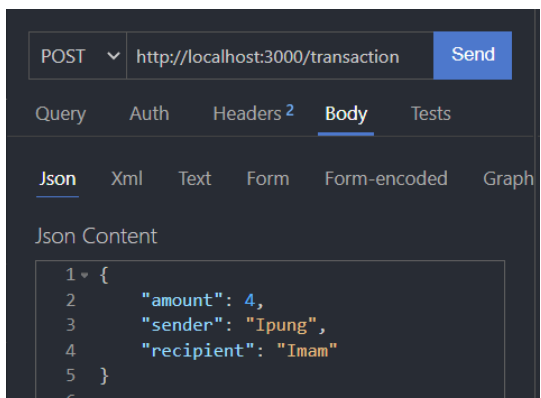 POST http://localhost:3000/transaction Send
Query Auth Headers 2 Body Tests
Json Xml Text Form Form-encoded Graph
Json Content
1 {
2 "amount": 4,
3 "sender": "Ipung",
4 "recipient": "Imam"
5 }